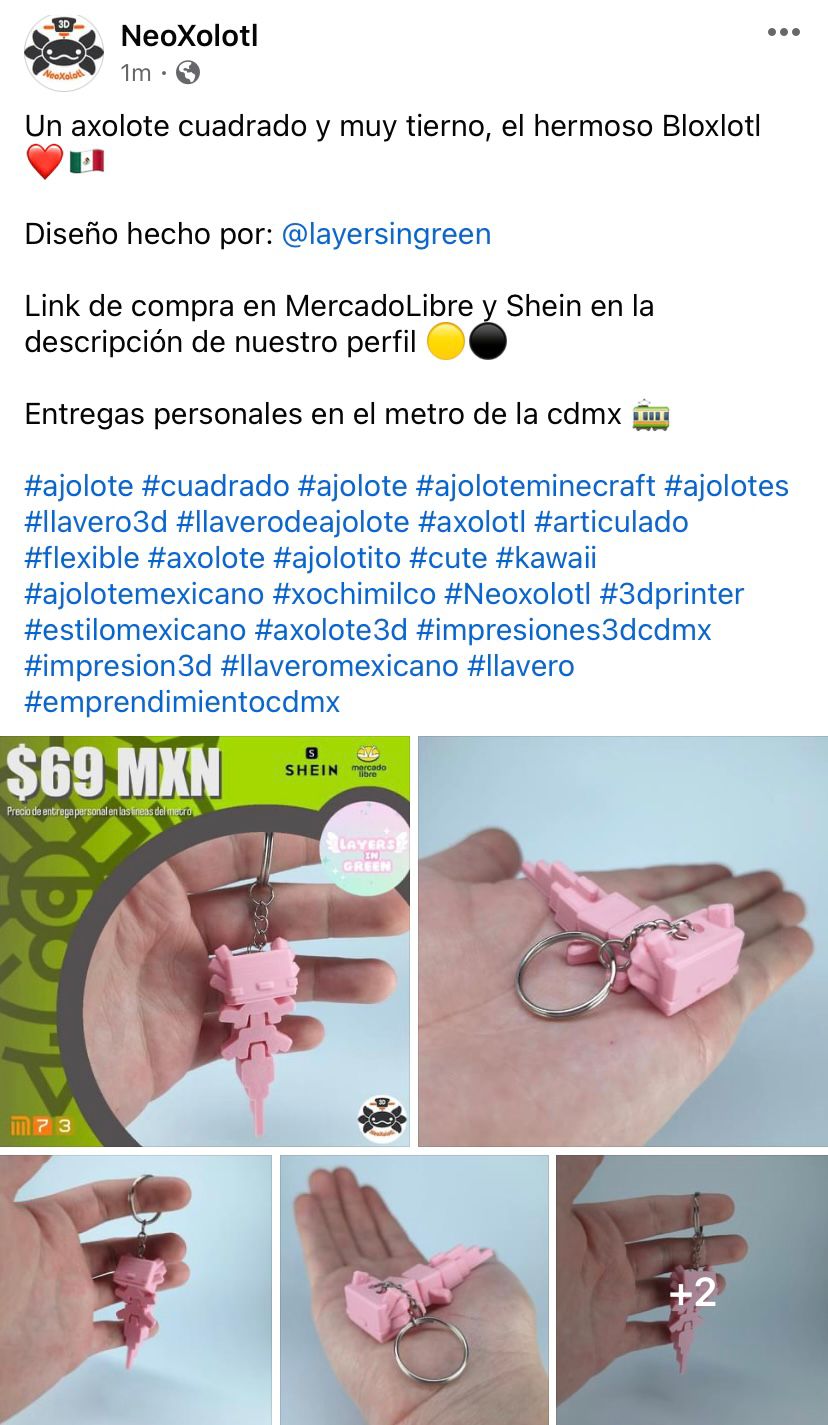 NeoXolotl
1m ·
Un axolote cuadrado y muy tierno, el hermoso Bloxlotl
❤️🇲🇽
Diseño hecho por: @layersingreen
Link de compra en MercadoLibre y Shein en la
descripción de nuestro perfil 🟡⚫
Entregas personales en el metro de la cdmx 🚋
#ajolote #cuadrado #ajolote #ajoloteminecraft #ajolotes
#llavero3d #llaverodeajolote #axolotl #articulado
#flexible #axolote #ajolotito #cute #kawaii
#ajolotemexicano #xochimilco #Neoxolotl #3dprinter
#estilomexicano #axolote3d #impresiones3dcdmx
#impresion3d #llaveromexicano #llavero
#emprendimientocdmx
$69 MXN
Precio de entrega personal en las lineas del metro
S
SHEIN
mercado
libre
LAYERS
IN
GREEN
7 3
3D
NeoXolotl
+2